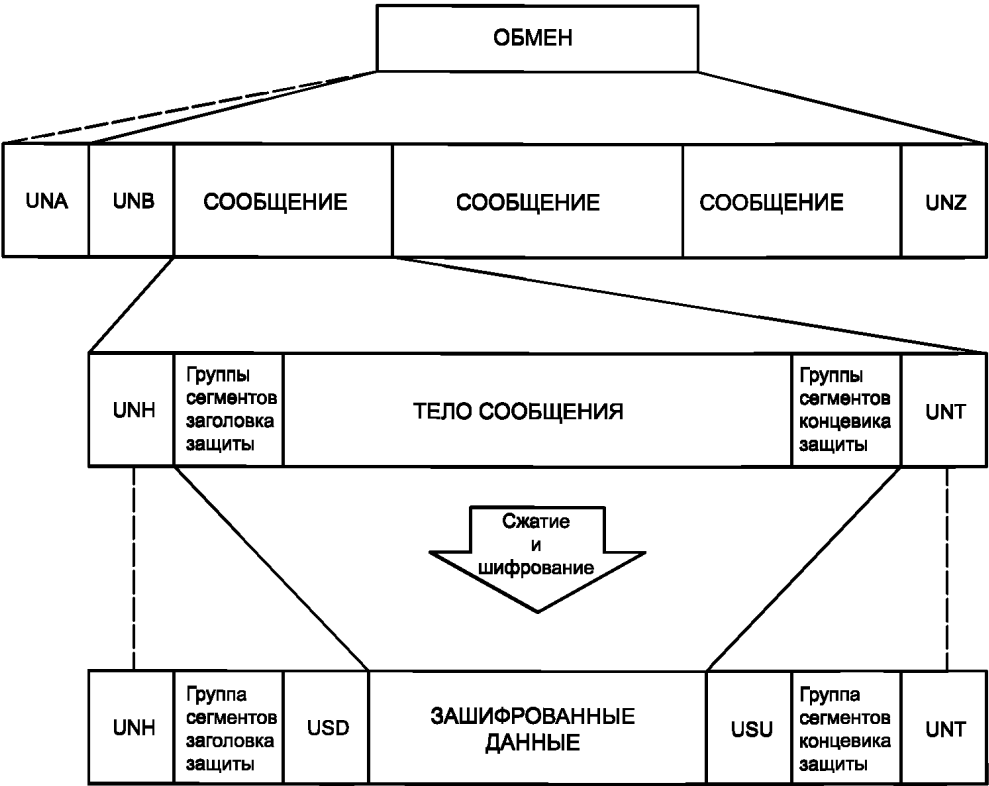 ОБМЕН
UNA UNB СООБЩЕНИЕ СООБЩЕНИЕ СООБЩЕНИЕ UNZ
UNH
Группы
сегментов
заголовка
защиты
ТЕЛО СООБЩЕНИЯ
Группы
сегментов
концевика
защиты
UNT
Сжатие
и
шифрование
UNH
Группа
сегментов
заголовка
защиты
USD
ЗАШИФРОВАННЫЕ
ДАННЫЕ
USU
Группа
сегментов
концевика
защиты
UNT